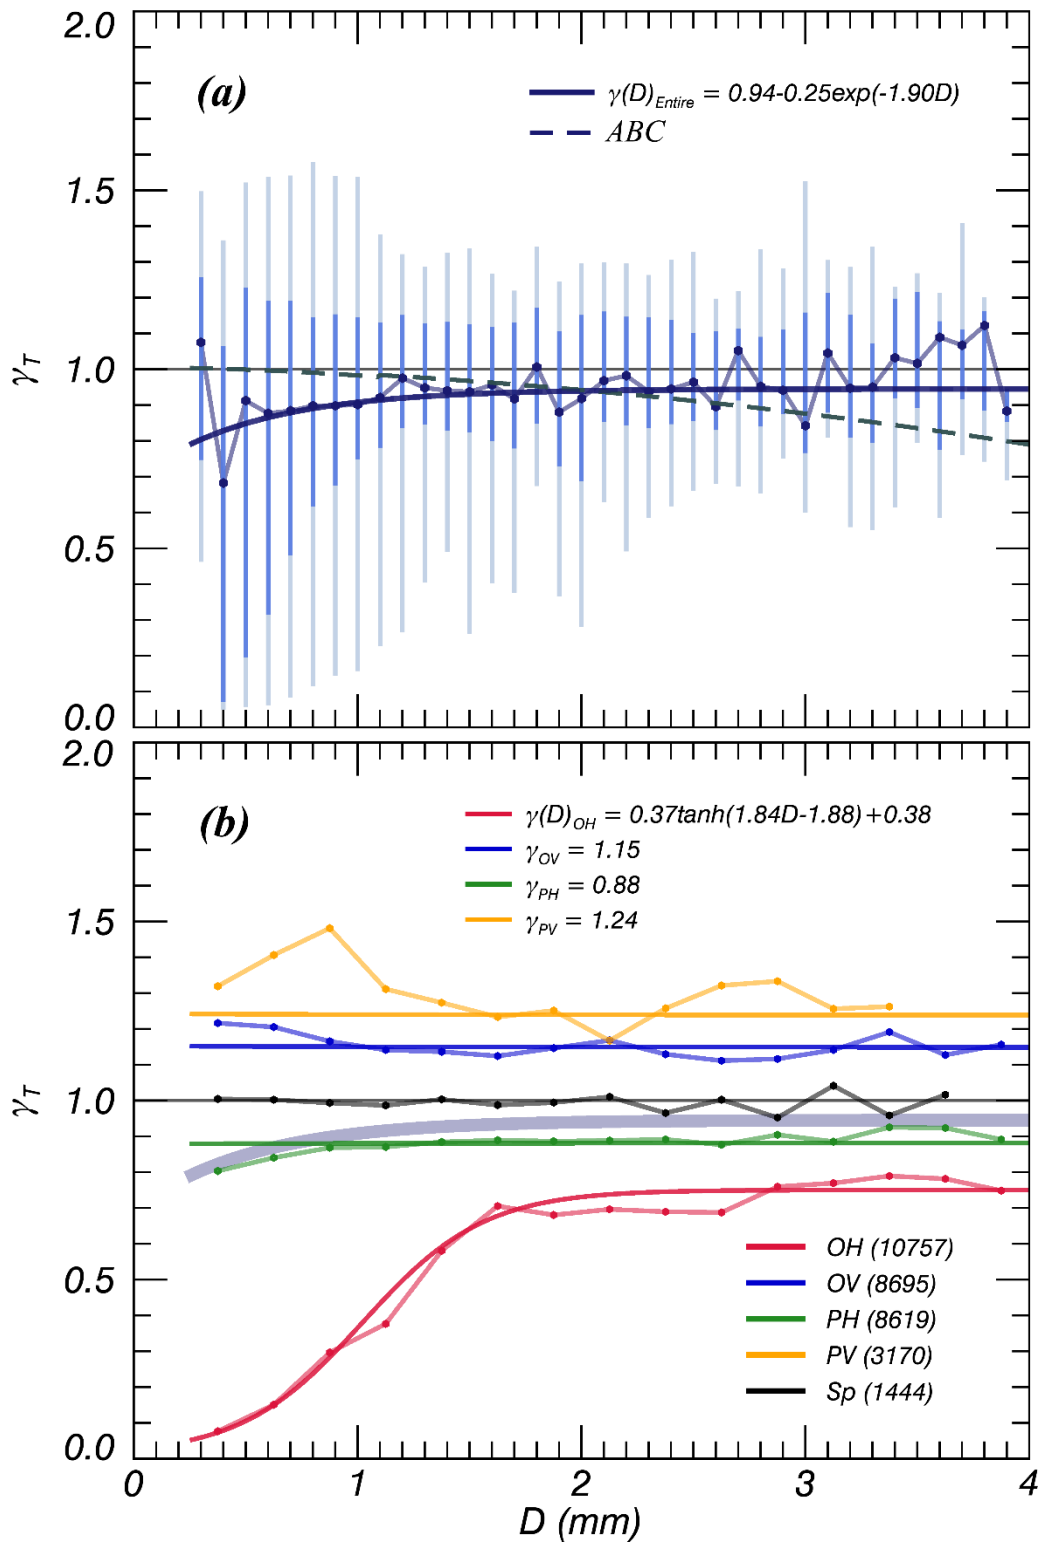 2.0
(a)
γ(D)Entire = 0.94-0.25exp(-1.90D)
ABC
1.5
γT
1.0
0.5
0.0
2.0
(b)
γ(D)OH = 0.37tanh(1.84D-1.88)+0.38
γOV = 1.15
γPH = 0.88
γPV = 1.24
1.5
γT
1.0
0.5
OH (10757)
OV (8695)
PH (8619)
PV (3170)
Sp (1444)
0.0
0 1 2 3 4
D (mm)